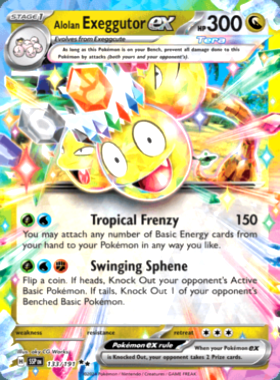 STAGE 1
Alolan Exeggutor ex
HP 300
Evolves from Exeggcute
Tera
As long as this Pokémon is on your Bench, prevent all damage done to this
Pokémon by attacks (both yours and your opponent's).
Tropical Frenzy 150
You may attach any number of Basic Energy cards from
your hand to your Pokémon in any way you like.
Swinging Sphene
Flip a coin. If heads, Knock Out your opponent's Active
Basic Pokémon. If tails, Knock Out 1 of your opponent's
Benched Basic Pokémon.
weakness resistance retreat
Pokémon ex rule
When your Pokémon ex
is Knocked Out, your opponent takes 2 Prize cards.
SSP EN 133/191